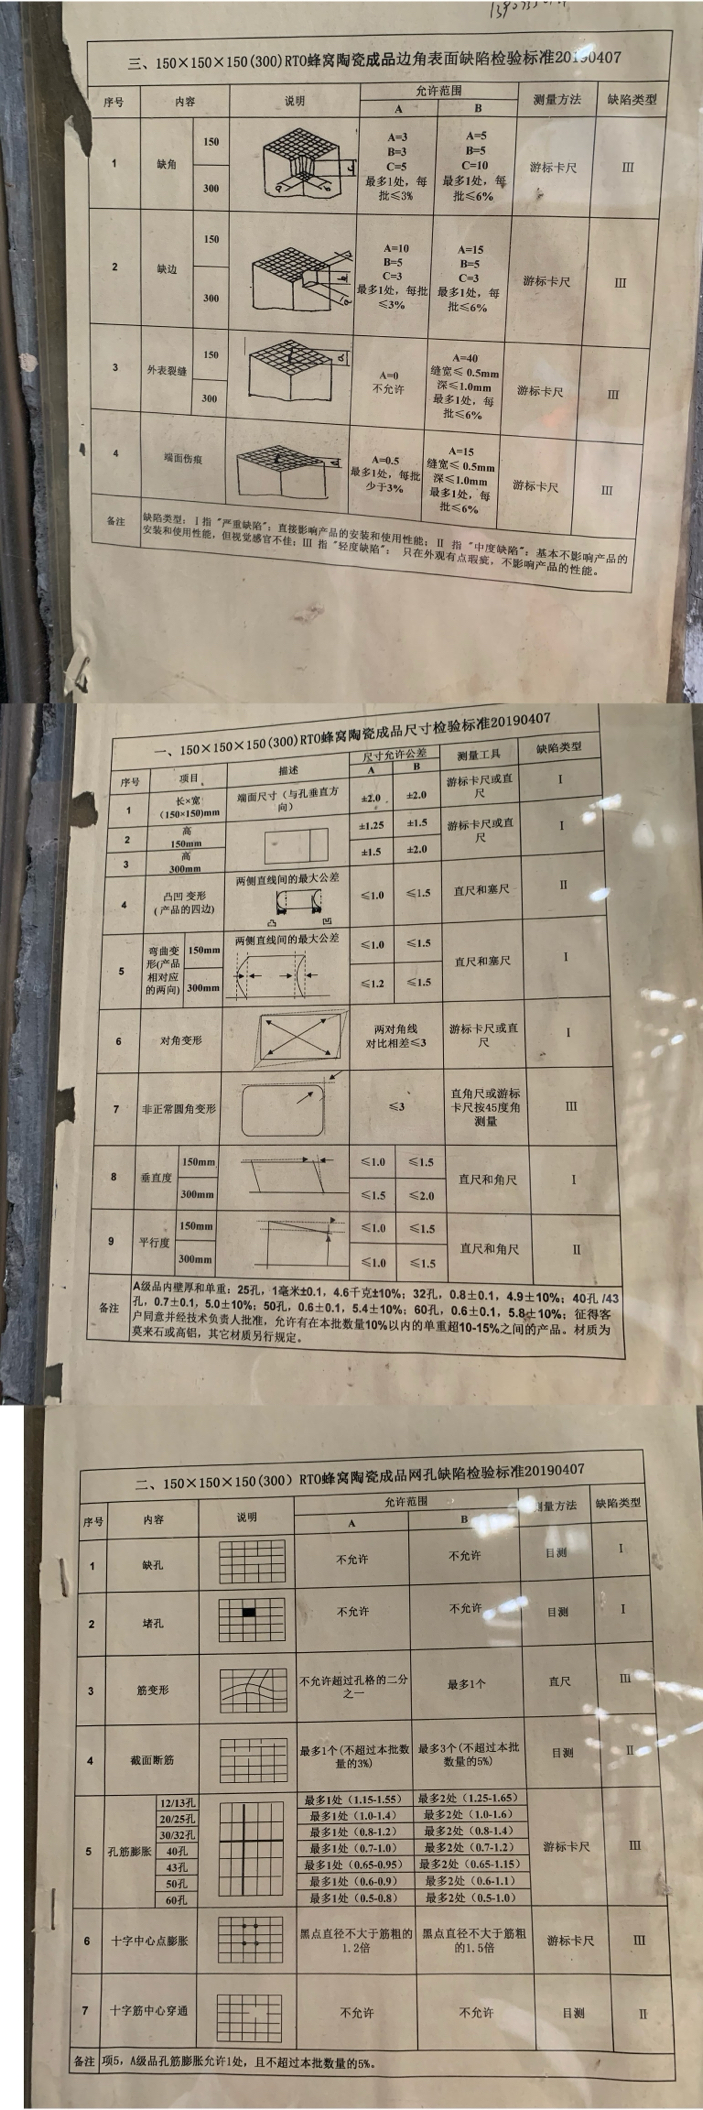 三、150×150×150(300)RTO蜂窝陶瓷成品边角表面缺陷检验标准20190407
序号 内容 说明 允许范围 测量方法 缺陷类型
A B
1 缺角 150 300
A=3
B=3
C=5
最多1处，每
批≤3%
A=5
B=5
C=10
最多1处，每
批≤6%
游标卡尺 III
2 缺边 150 300
A=10
B=5
C=3
最多1处，每批
≤3%
A=15
B=5
C=3
最多1处，每
批≤6%
游标卡尺 III
3 外表裂缝 150 300
A=0
不允许
A=40
缝宽≤ 0.5mm
深≤1.0mm
最多1处，每
批≤6%
游标卡尺 III
4 端面伤痕
A=0.5
最多1处，每批
少于3%
A=15
缝宽≤ 0.5mm
深≤1.0mm
最多1处，每
批≤6%
游标卡尺 III
备注
缺陷类型：I 指“严重缺陷”：直接影响产品的安装和使用性能；II 指“中度缺陷”：基本不影响产品的
安装和使用性能，但视觉感官不佳；III 指“轻度缺陷”： 只在外观有点瑕疵，不影响产品的性能。
一、150×150×150(300)RTO蜂窝陶瓷成品尺寸检验标准20190407
序号 项目 描述 尺寸允许公差 测量工具 缺陷类型
A B
1 长×宽
(150×150)mm
端面尺寸（与孔垂直方
向）
±2.0 ±2.0
游标卡尺或直
尺
I
2 高
150mm
±1.25 ±1.5
游标卡尺或直
尺
I
3 高
300mm
±1.5 ±2.0
4 凸凹 变形
( 产品的四边)
两侧直线间的最大公差
凸 凹
≤1.0 ≤1.5 直尺和塞尺 II
5 弯曲变
形(产品
相对应
的两向)
150mm
300mm
两侧直线间的最大公差
≤1.0 ≤1.5
≤1.2 ≤1.5
直尺和塞尺 I
6 对角变形
两对角线
对比相差≤3
游标卡尺或直
尺
I
7 非正常圆角变形 ≤3
直角尺或游标
卡尺按45度角
测量
III
8 垂直度
150mm ≤1.0 ≤1.5
300mm ≤1.5 ≤2.0
直尺和角尺 I
9 平行度
150mm ≤1.0 ≤1.5
300mm ≤1.0 ≤1.5
直尺和角尺 II
备注
A级品内壁厚和单重：25孔，1毫米±0.1，4.6千克±10%；32孔，0.8±0.1，4.9±10%；40孔 /43
孔，0.7±0.1，5.0±10%；50孔，0.6±0.1，5.4±10%；60孔，0.6±0.1，5.8±10%；征得客
户同意并经技术负责人批准，允许有在本批数量10%以内的单重超10-15%之间的产品。材质为
莫来石或高铝，其它材质另行规定。
二、150×150×150(300）RTO蜂窝陶瓷成品网孔缺陷检验标准20190407
序号 内容 说明 允许范围 测量方法 缺陷类型
A B
1 缺孔 不允许 不允许 目测 I
2 堵孔 不允许 不允许 目测 I
3 筋变形
不允许超过孔格的二分
之一
最多1个 直尺 III
4 截面断筋
最多1个(不超过本批数
量的3%)
最多3个(不超过本批
数量的5%)
目测 II
5 孔筋膨胀
12/13孔 最多1处（1.15-1.55） 最多2处（1.25-1.65）
20/25孔 最多1处（1.0-1.4） 最多2处（1.0-1.6）
30/32孔 最多1处（0.8-1.2） 最多2处（0.8-1.4）
40孔 最多1处（0.7-1.0） 最多2处（0.7-1.2）
43孔 最多1处（0.65-0.95） 最多2处（0.65-1.15）
50孔 最多1处（0.6-0.9） 最多2处（0.6-1.1）
60孔 最多1处（0.5-0.8） 最多2处（0.5-1.0）
游标卡尺 III
6 十字中心点膨胀
黑点直径不大于筋粗的
1.2倍
黑点直径不大于筋粗
的1.5倍
游标卡尺 III
7 十字筋中心穿通 不允许 不允许 目测 II
备注 项5，A级品孔筋膨胀允许1处，且不超过本批数量的5%。